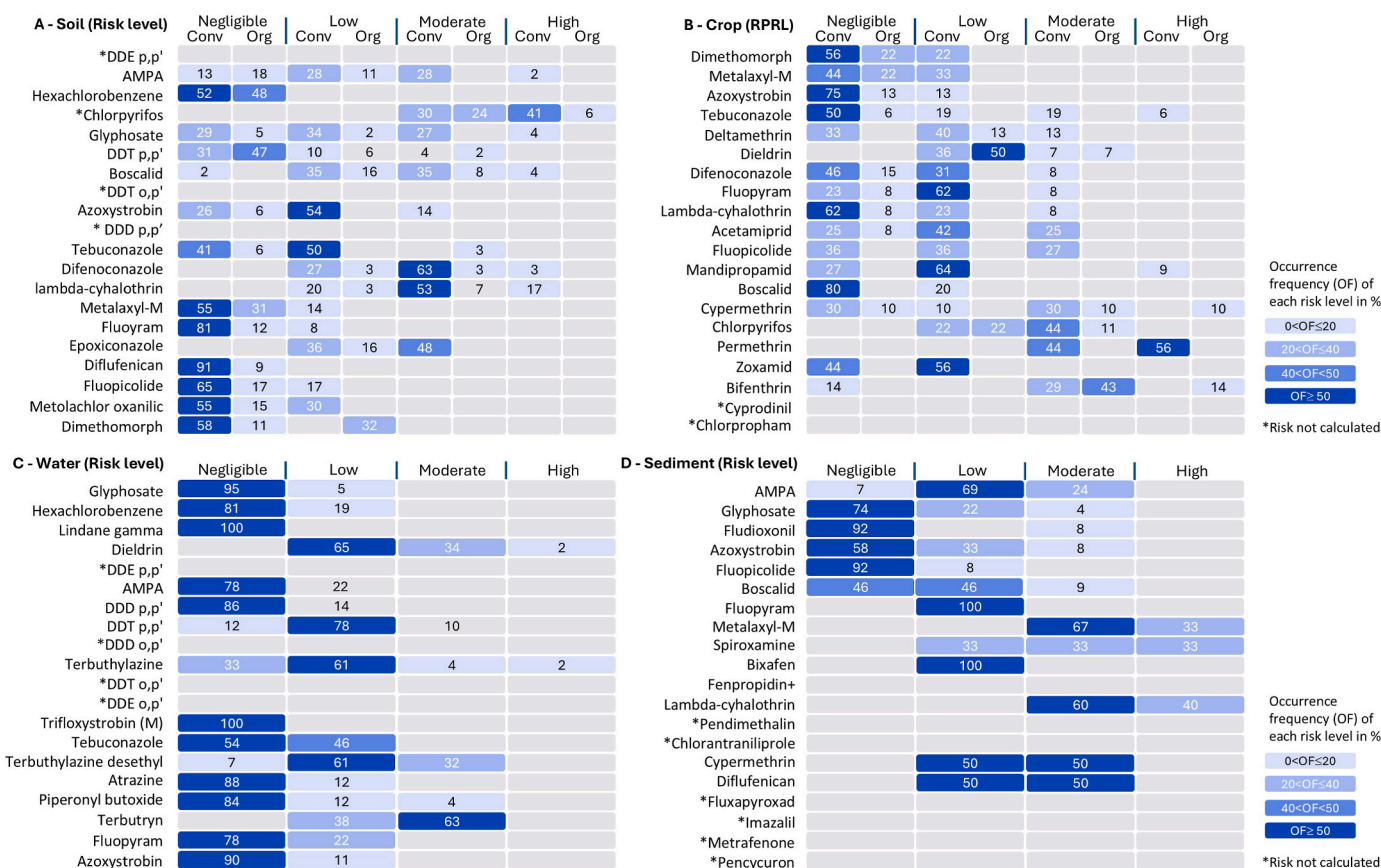 A - Soil (Risk level) Negligible Low Moderate High
Conv Org Conv Org Conv Org Conv Org
*DDE p,p'
AMPA 13 18 28 11 28 2
Hexachlorobenzene 52 48
*Chlorpyrifos 30 24 41 6
Glyphosate 29 5 34 2 27 4
DDT p,p' 31 47 10 6 4 2
Boscalid 2 35 16 35 8 4
*DDT o,p'
Azoxystrobin 26 6 54 14
* DDD p,p’
Tebuconazole 41 6 50 3
Difenoconazole 27 3 63 3 3
lambda-cyhalothrin 20 3 53 7 17
Metalaxyl-M 55 31 14
Fluoyram 81 12 8
Epoxiconazole 36 16 48
Diflufenican 91 9
Fluopicolide 65 17 17
Metolachlor oxanilic 55 15 30
Dimethomorph 58 11 32
B - Crop (RPRL) Negligible Low Moderate High
Conv Org Conv Org Conv Org Conv Org
Dimethomorph 56 22 22
Metalaxyl-M 44 22 33
Azoxystrobin 75 13 13
Tebuconazole 50 6 19 19 6
Deltamethrin 33 40 13 13
Dieldrin 36 50 7 7
Difenoconazole 46 15 31 8
Fluopyram 23 8 62 8
Lambda-cyhalothrin 62 8 23 8
Acetamiprid 25 8 42 25
Fluopicolide 36 36 27
Mandipropamid 27 64 9
Boscalid 80 20
Cypermethrin 30 10 10 30 10 10
Chlorpyrifos 22 22 44 11
Permethrin 44 56
Zoxamid 44 56
Bifenthrin 14 29 43 14
*Cyprodinil
*Chlorpropham
Occurrence
frequency (OF) of
each risk level in %
0<OF≤20
20<OF≤40
40<OF<50
OF≥ 50
*Risk not calculated
C - Water (Risk level) Negligible Low Moderate High
Glyphosate 95 5
Hexachlorobenzene 81 19
Lindane gamma 100
Dieldrin 65 34 2
*DDE p,p'
AMPA 78 22
DDD p,p' 86 14
DDT p,p' 12 78 10
*DDD o,p'
Terbuthylazine 33 61 4 2
*DDT o,p'
*DDE o,p'
Trifloxystrobin (M) 100
Tebuconazole 54 46
Terbuthylazine desethyl 7 61 32
Atrazine 88 12
Piperonyl butoxide 84 12 4
Terbutryn 38 63
Fluopyram 78 22
Azoxystrobin 90 11
D - Sediment (Risk level) Negligible Low Moderate High
AMPA 7 69 24
Glyphosate 74 22 4
Fludioxonil 92 8
Azoxystrobin 58 33 8
Fluopicolide 92 8
Boscalid 46 46 9
Fluopyram 100
Metalaxyl-M 67 33
Spiroxamine 33 33 33
Bixafen 100
Fenpropidin+
Lambda-cyhalothrin 60 40
*Pendimethalin
*Chlorantraniliprole
Cypermethrin 50 50
Diflufenican 50 50
*Fluxapyroxad
*Imazalil
*Metrafenone
*Pencycuron
Occurrence
frequency (OF) of
each risk level in %
0<OF≤20
20<OF≤40
40<OF<50
OF≥ 50
*Risk not calculated